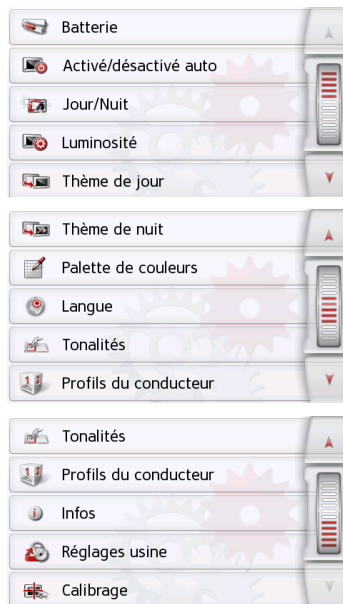 Batterie
Activé/désactivé auto
Jour/Nuit
Luminosité
Thème de jour
Thème de nuit
Palette de couleurs
Langue
Tonalités
Profils du conducteur
Tonalités
Profils du conducteur
Infos
Réglages usine
Calibrage